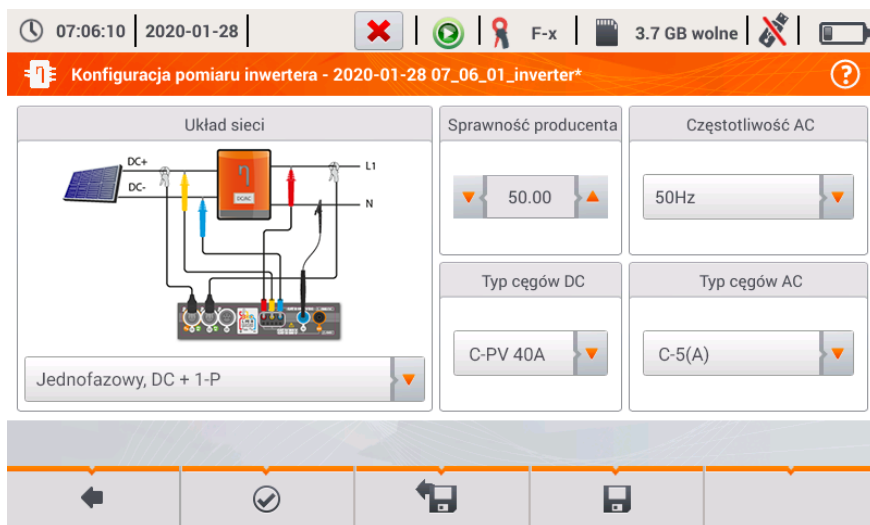 07:06:10 2020-01-28 F-x 3.7 GB wolne
η Konfiguracja pomiaru inwertera - 2020-01-28 07_06_01_inverter* ?
Układ sieci
DC+
DC-
η
DC/AC
L1
N
Jednofazowy, DC + 1-P
Sprawność producenta
50.00
Częstotliwość AC
50Hz
Typ cęgów DC
C-PV 40A
Typ cęgów AC
C-5(A)